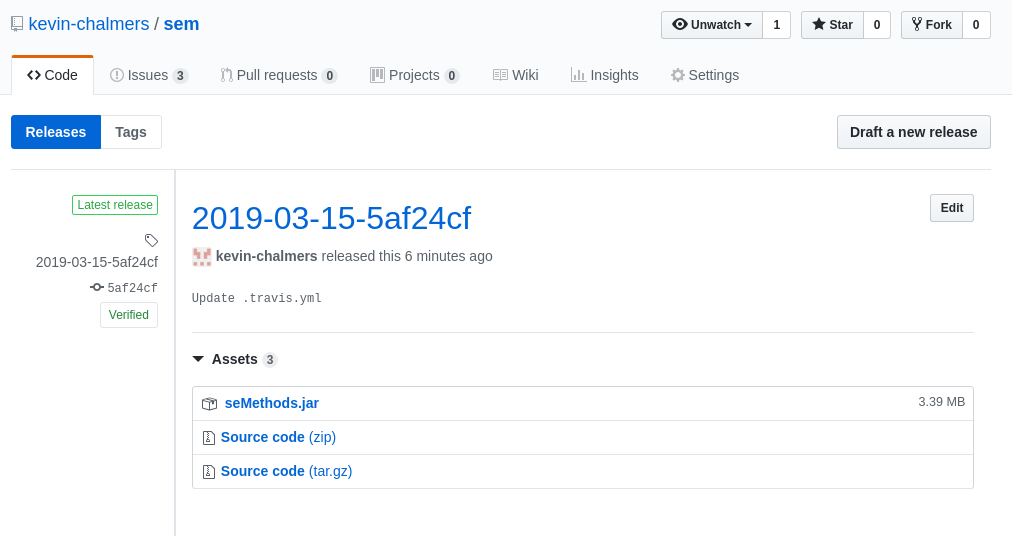 kevin-chalmers / sem
Unwatch 1 Star 0 Fork 0
Code Issues 3 Pull requests 0 Projects 0 Wiki Insights Settings
Releases Tags Draft a new release
Latest release
2019-03-15-5af24cf
5af24cf
Verified
2019-03-15-5af24cf Edit
kevin-chalmers released this 6 minutes ago
Update .travis.yml
Assets 3
seMethods.jar 3.39 MB
Source code (zip)
Source code (tar.gz)